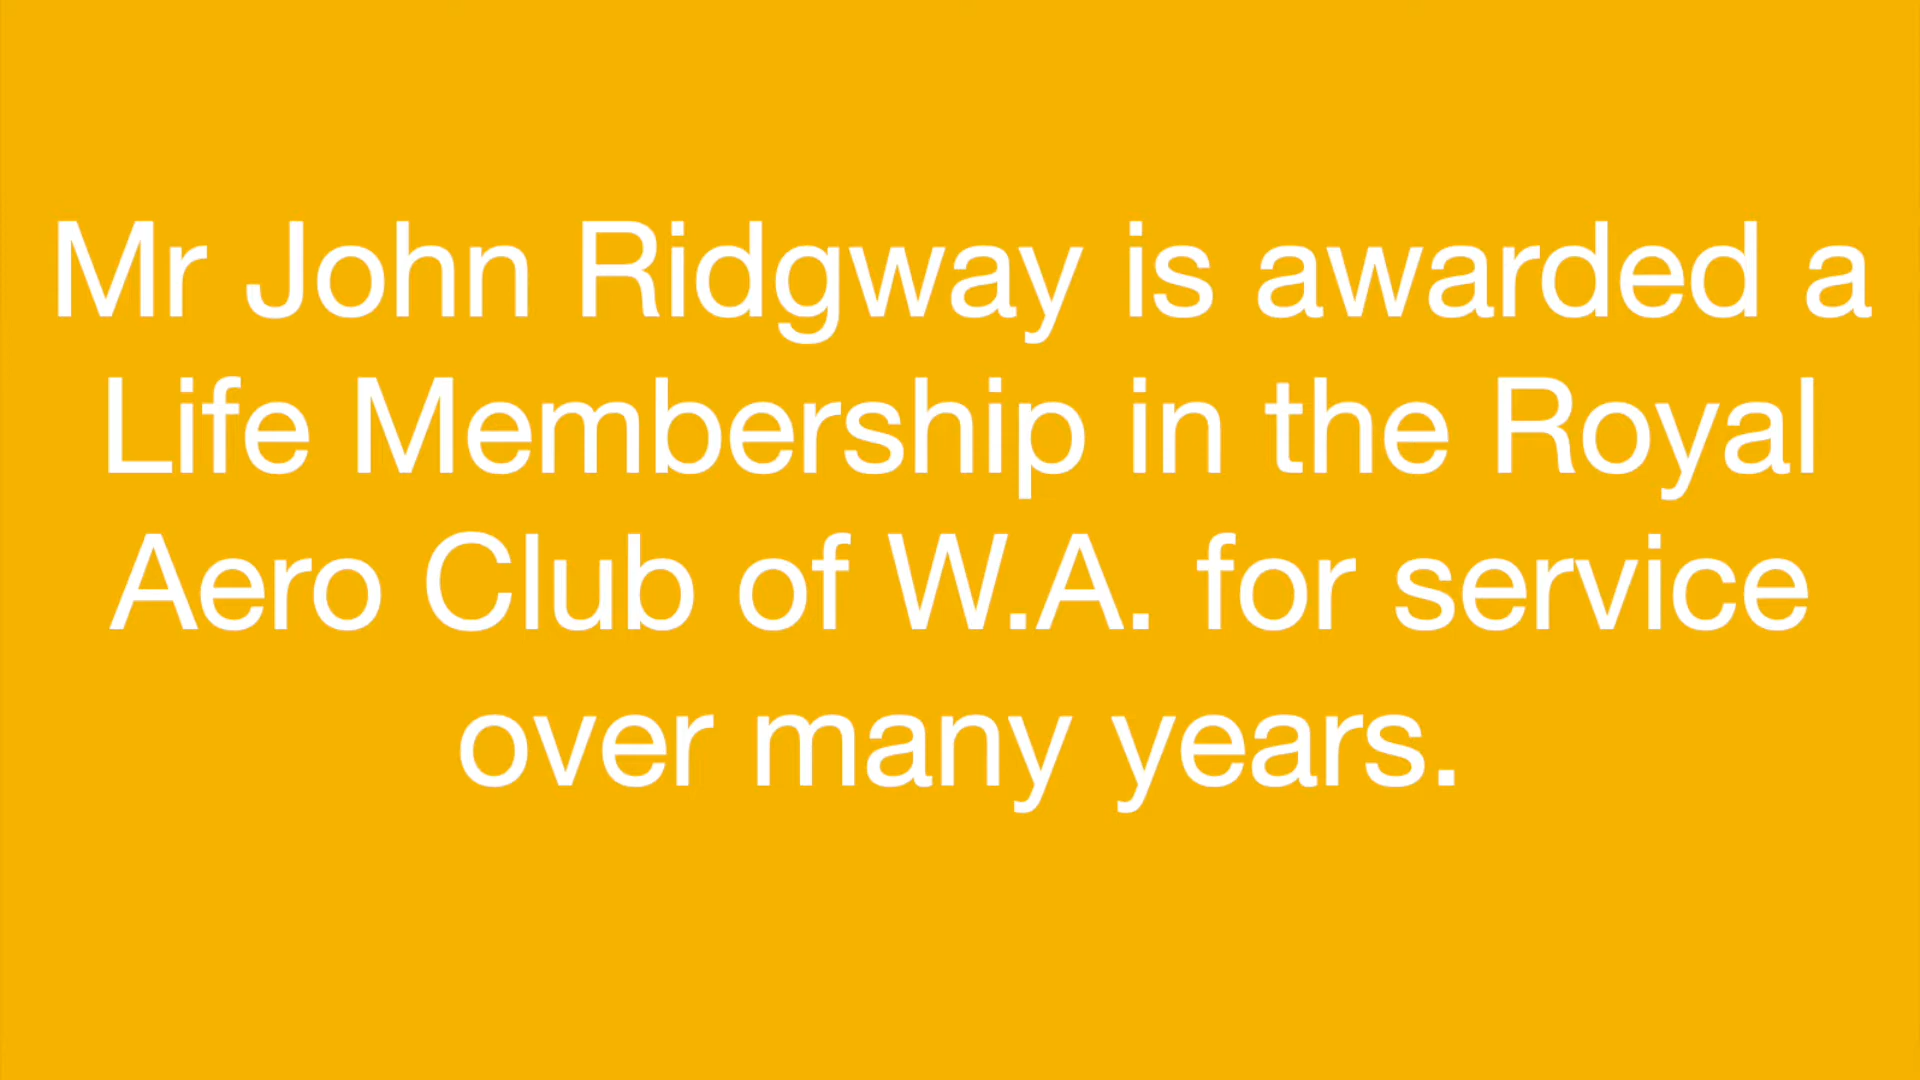 Mr John Ridgway is awarded a
Life Membership in the Royal
Aero Club of W.A. for service
over many years.